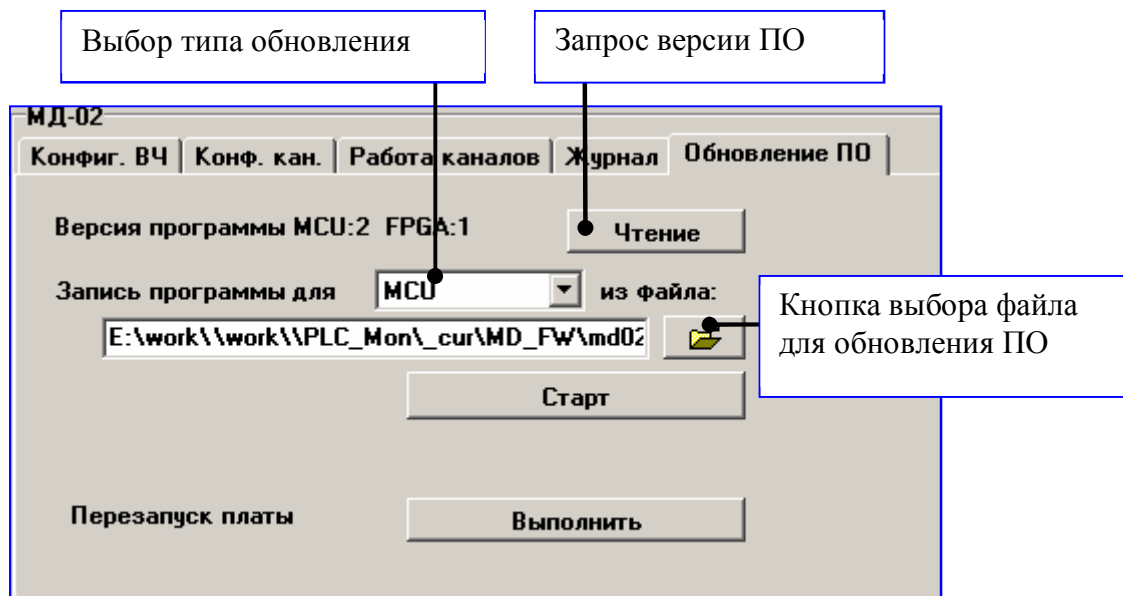 Выбор типа обновления
Запрос версии ПО
МД-02
Конфиг. ВЧ
Конф. кан.
Работа каналов
Журнал
Обновление ПО
Версия программы MCU:2 FPGA:1
Чтение
Запись программы для
MCU
из файла:
Кнопка выбора файла
для обновления ПО
E:\work\\work\\PLC_Mon\_cur\MD_FW\md02
Старт
Перезапуск платы
Выполнить